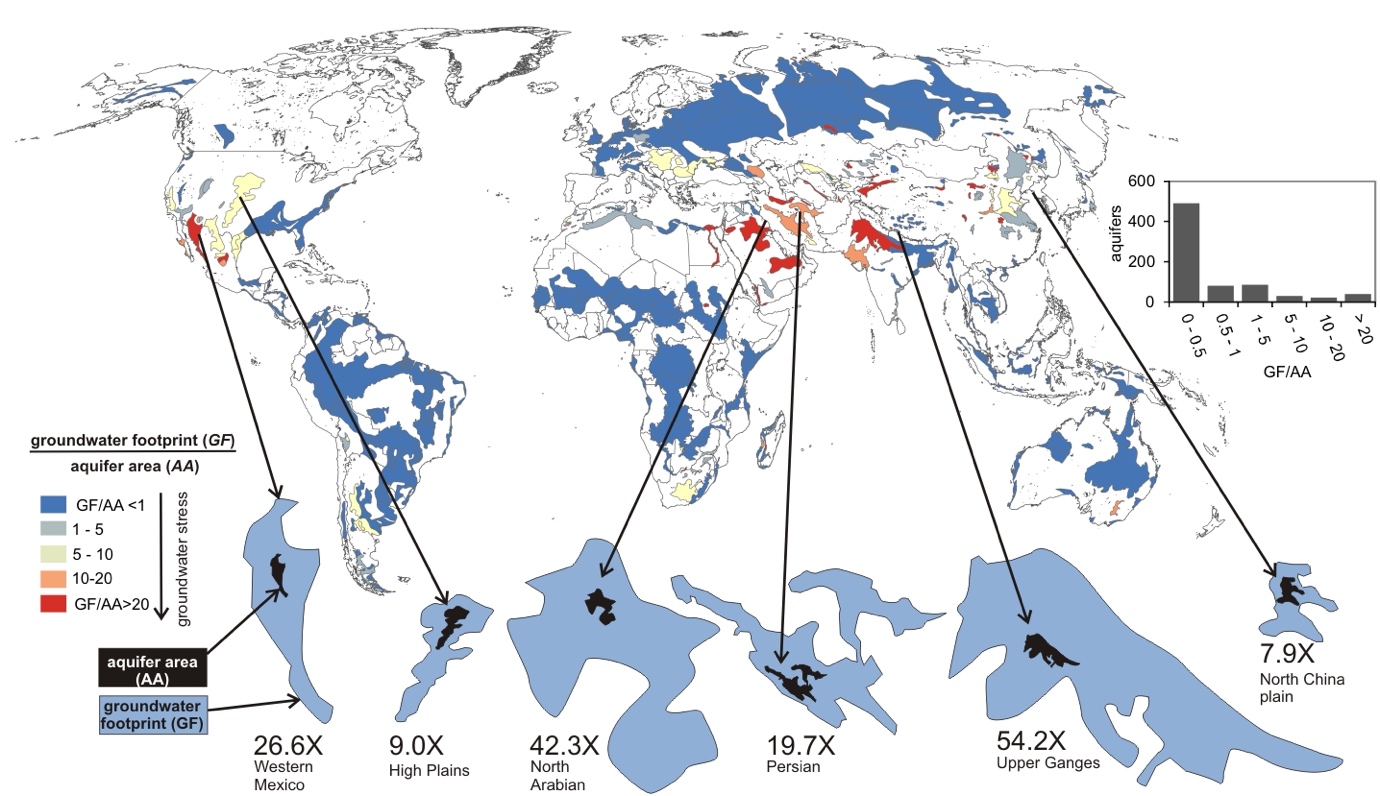 600
400
200
0
aquifers
0 - 0.5
0.5 - 1
1 - 5
5 - 10
10 - 20
> 20
GF/AA
groundwater footprint (GF)
aquifer area (AA)
GF/AA <1
1 - 5
5 - 10
10-20
GF/AA>20
groundwater stress
aquifer area
(AA)
groundwater
footprint (GF)
26.6X
Western
Mexico
9.0X
High Plains
42.3X
North
Arabian
19.7X
Persian
54.2X
Upper Ganges
7.9X
North China
plain